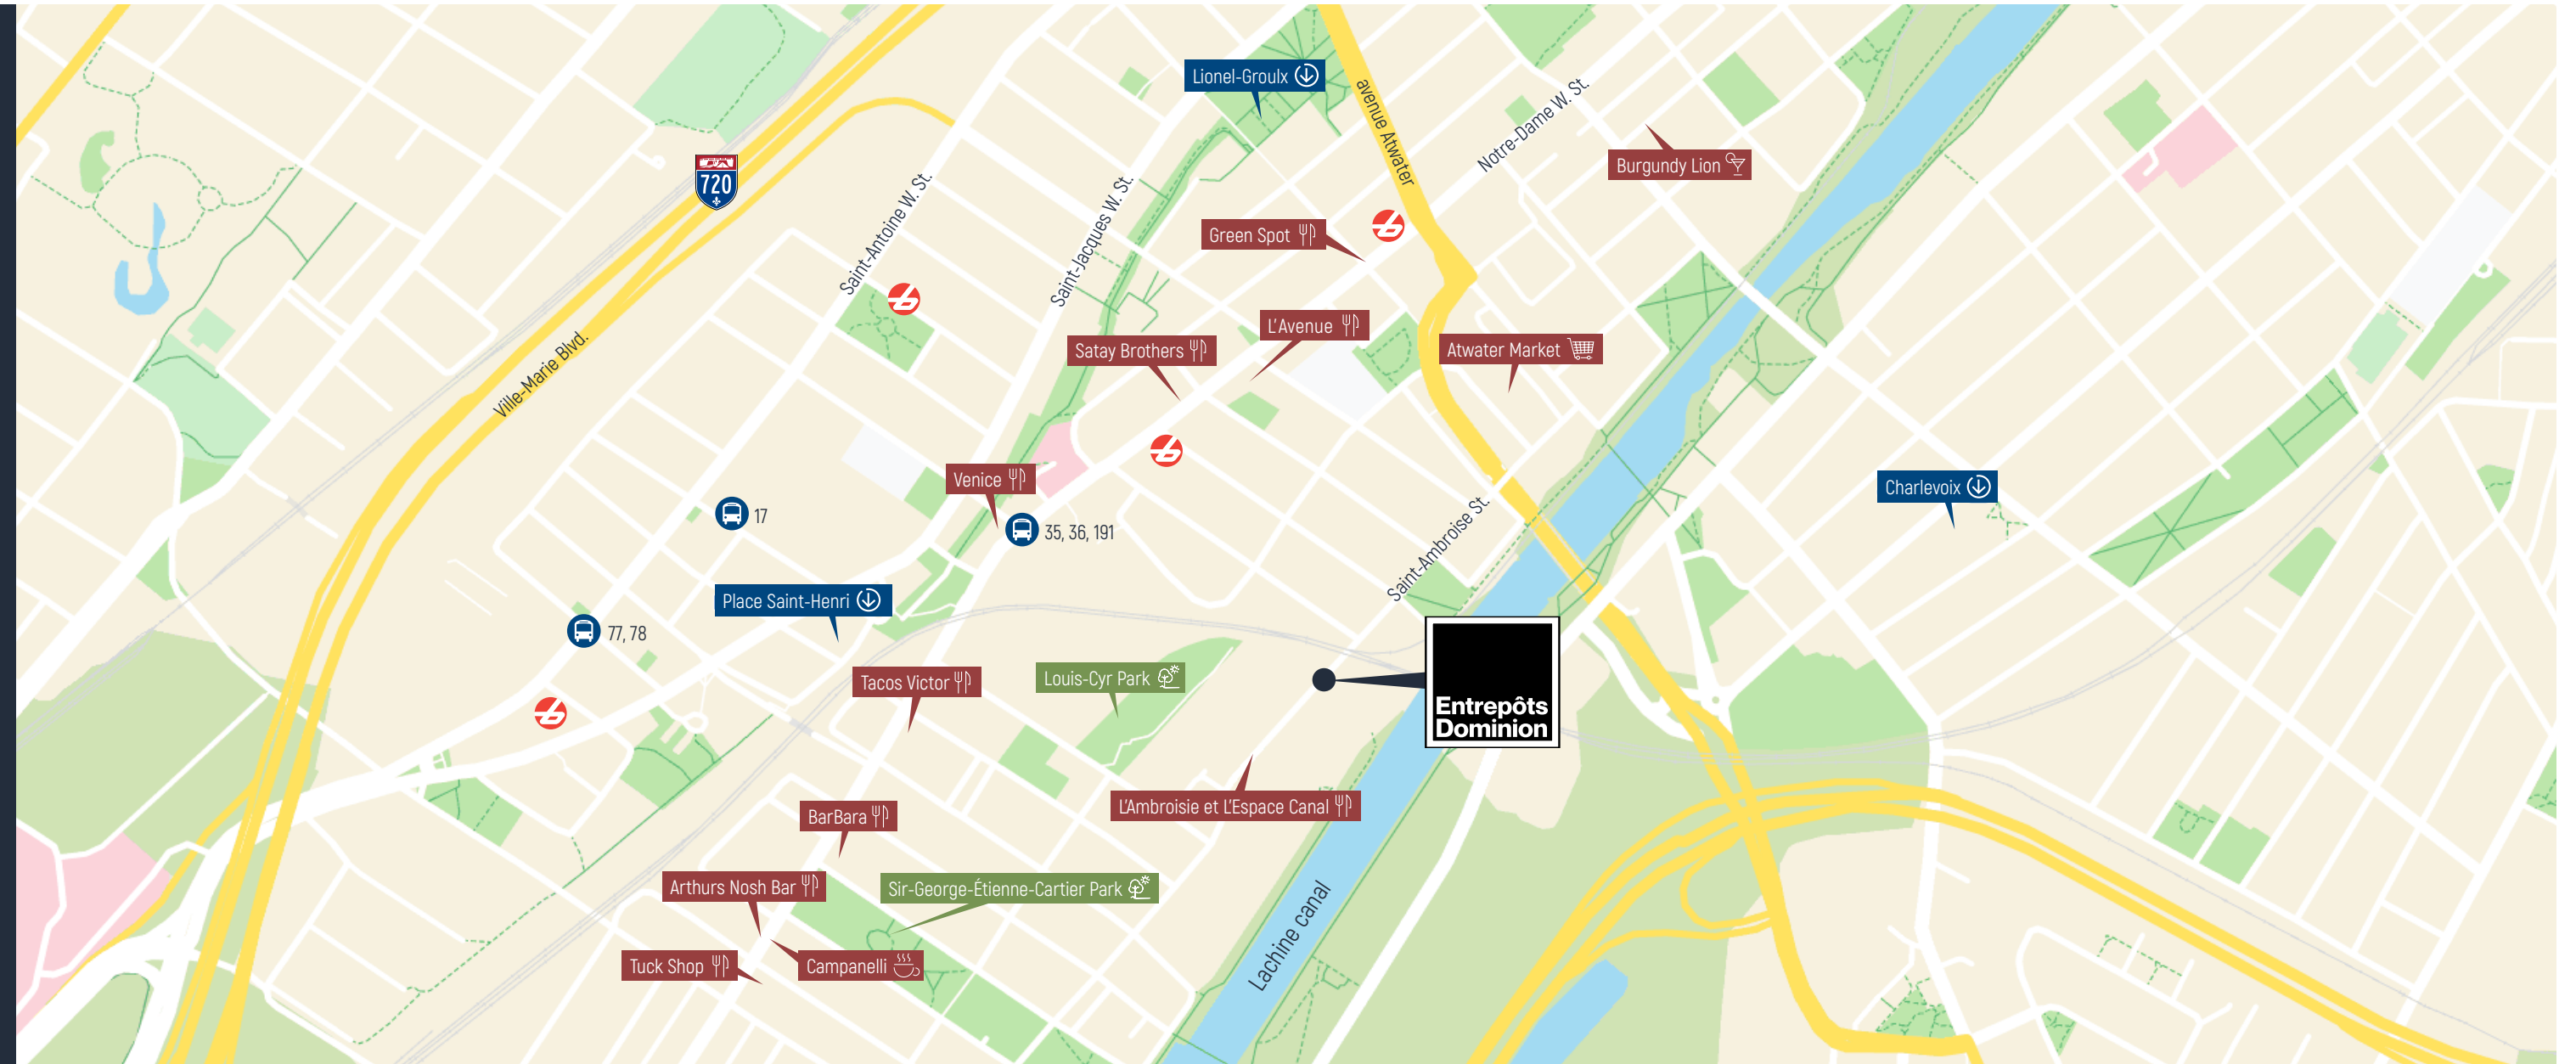 Lionel-Groulx
avenue Atwater
Notre-Dame W. St.
Burgundy Lion
720
Saint-Antoine W. St.
Saint-Jacques W. St.
Green Spot
L'Avenue
Satay Brothers
Atwater Market
Ville-Marie Blvd.
Venice
Charlevoix
17
35, 36, 191
Saint-Ambroise St.
Place Saint-Henri
77, 78
Tacos Victor
Louis-Cyr Park
Entrepôts
Dominion
L'Ambroisie et L'Espace Canal
BarBara
Arthurs Nosh Bar
Sir-George-Étienne-Cartier Park
Lachine canal
Tuck Shop
Campanelli